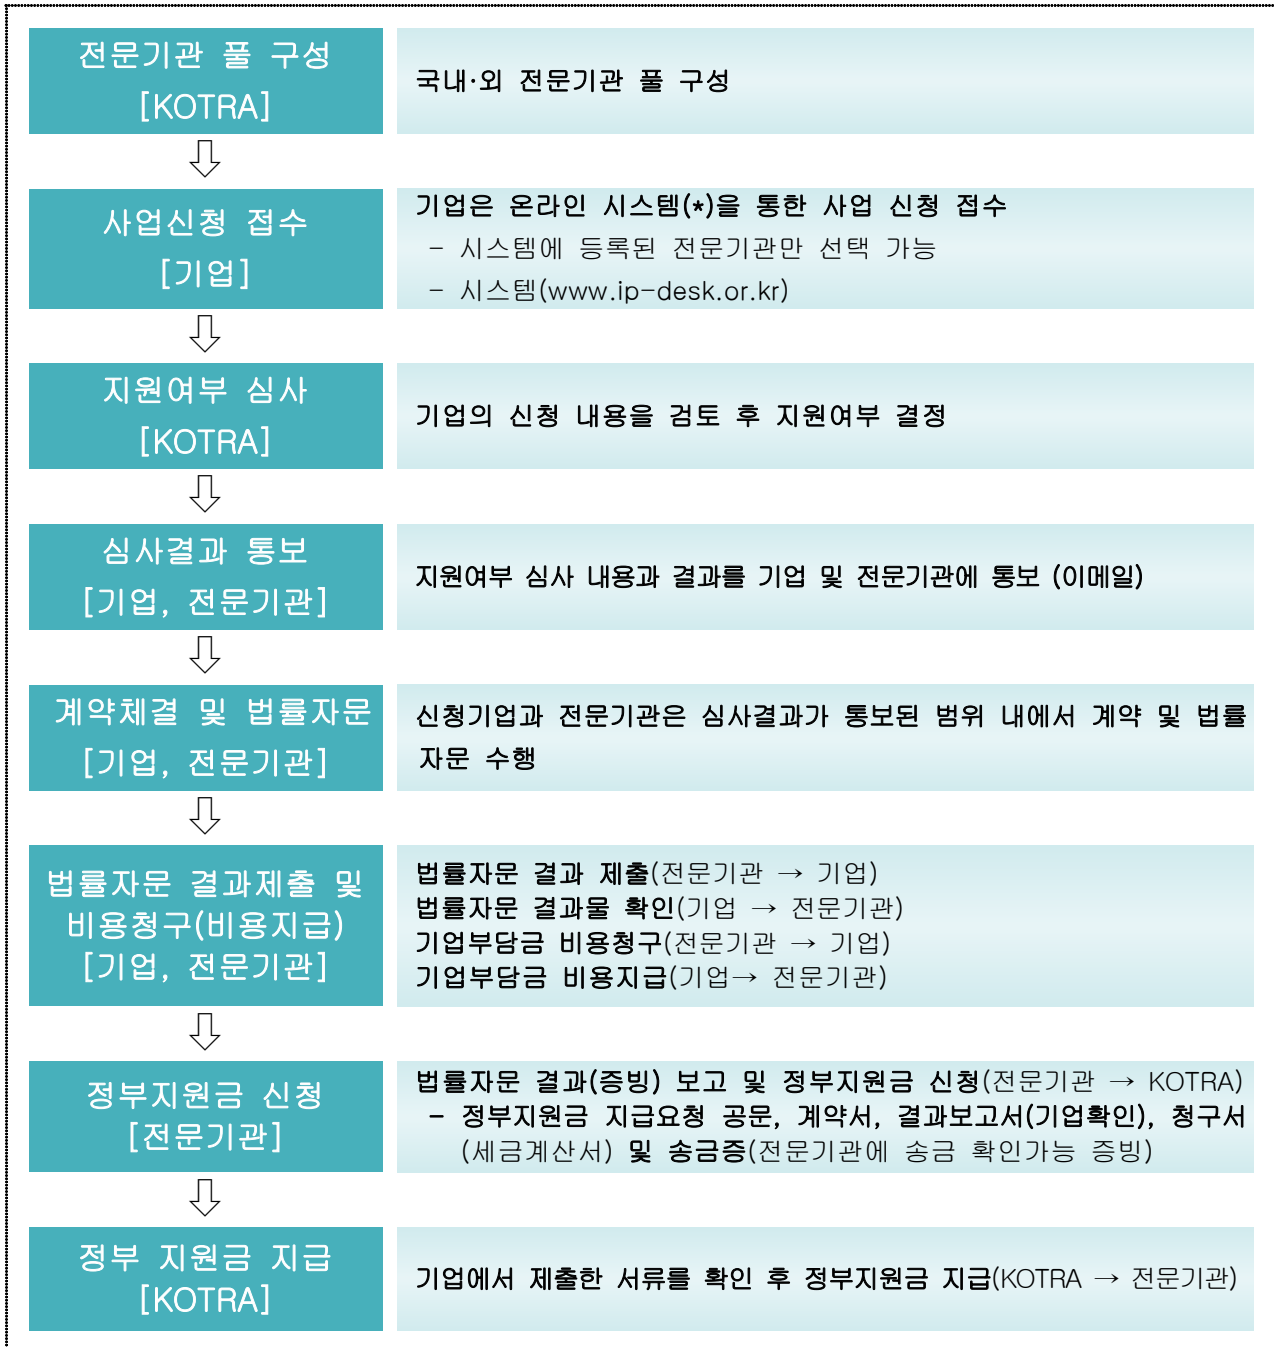 전문기관 풀 구성
[KOTRA]
국내·외 전문기관 풀 구성
사업신청 접수
[기업]
기업은 온라인 시스템(*)을 통한 사업 신청 접수
- 시스템에 등록된 전문기관만 선택 가능
- 시스템(www.ip-desk.or.kr)
지원여부 심사
[KOTRA]
기업의 신청 내용을 검토 후 지원여부 결정
심사결과 통보
[기업, 전문기관]
지원여부 심사 내용과 결과를 기업 및 전문기관에 통보 (이메일)
계약체결 및 법률자문
[기업, 전문기관]
신청기업과 전문기관은 심사결과가 통보된 범위 내에서 계약 및 법률
자문 수행
법률자문 결과제출 및
비용청구(비용지급)
[기업, 전문기관]
법률자문 결과 제출(전문기관 → 기업)
법률자문 결과물 확인(기업 → 전문기관)
기업부담금 비용청구(전문기관 → 기업)
기업부담금 비용지급(기업→ 전문기관)
정부지원금 신청
[전문기관]
법률자문 결과(증빙) 보고 및 정부지원금 신청(전문기관 → KOTRA)
- 정부지원금 지급요청 공문, 계약서, 결과보고서(기업확인), 청구서
(세금계산서) 및 송금증(전문기관에 송금 확인가능 증빙)
정부 지원금 지급
[KOTRA]
기업에서 제출한 서류를 확인 후 정부지원금 지급(KOTRA → 전문기관)